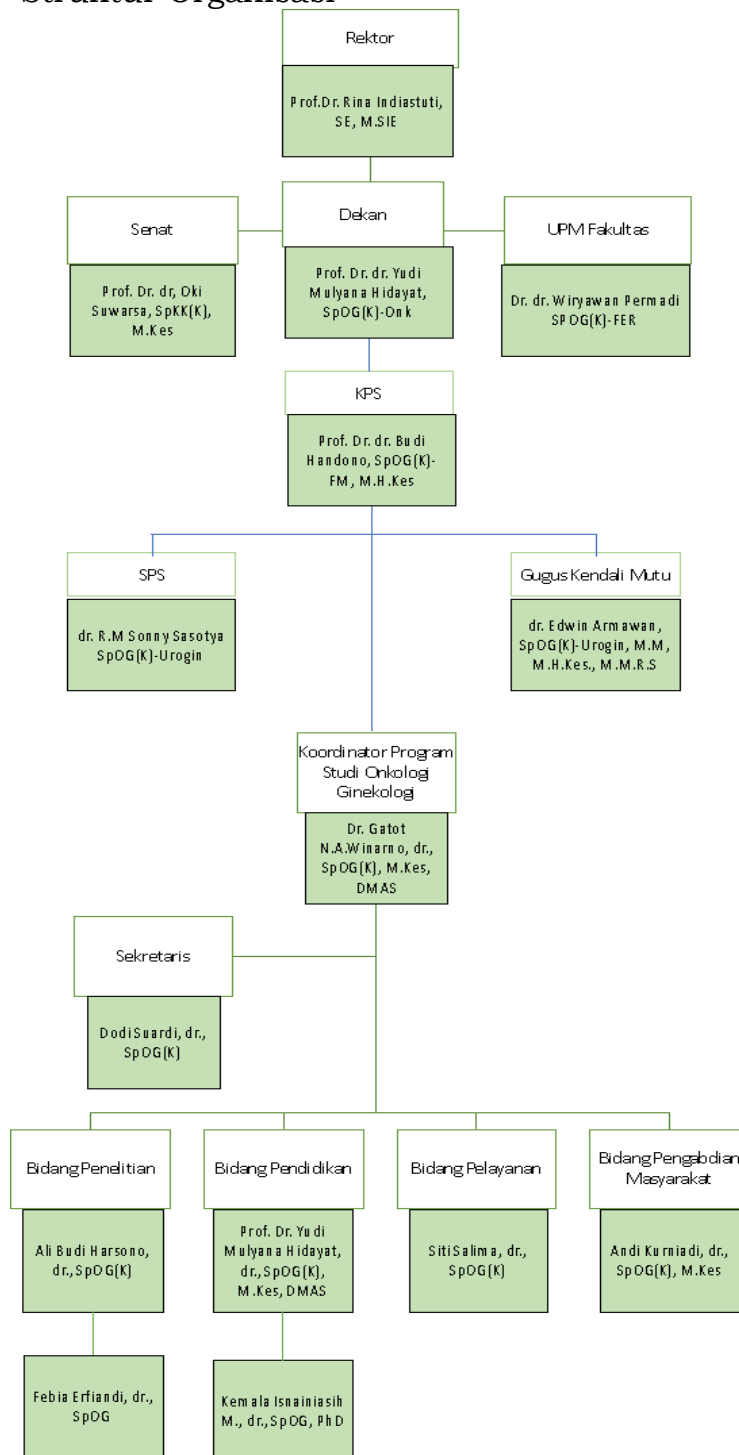 Struktur Organisasi
Rektor
Prof.Dr. Rina Indiastuti,
SE, M.SIE
Senat
Prof. Dr. dr, Oki
Suwarsa, SpKK(K),
M.Kes
Dekan
Prof. Dr. dr. Yudi
Mulyana Hidayat,
SpOG(K)-Onk
UPM Fakultas
Dr. dr. Wiryawan Permadi
SPOG(K)-FER
KPS
Prof. Dr. dr. Budi
Handono, SpOG(K)-
FM, M.H.Kes
SPS
dr. R.M Sonny Sasotya
SpOG(K)-Urogin
Gugus Kendali Mutu
dr. Edwin Armawan,
SpOG(K)-Urogin, M.M,
M.H.Kes., M.M.R.S
Koordinator Program
Studi Onkologi
Ginekologi
Dr. Gatot
N.A.Winarno, dr.,
SpOG(K), M.Kes,
DMAS
Sekretaris
Dodi Suardi, dr.,
SpOG(K)
Bidang Penelitian
Ali Budi Harsono,
dr.,SpOG(K)
Febia Erfiandi, dr.,
SpOG
Bidang Pendidikan
Prof. Dr. Yudi
Mulyana Hidayat,
dr.,SpOG(K),
M.Kes, DMAS
Kemala Isnainiasih
M., dr.,SpOG, PhD
Bidang Pelayanan
Siti Salima, dr.,
SpOG(K)
Bidang Pengabdian
Masyarakat
Andi Kurniadi, dr.,
SpOG(K), M.Kes